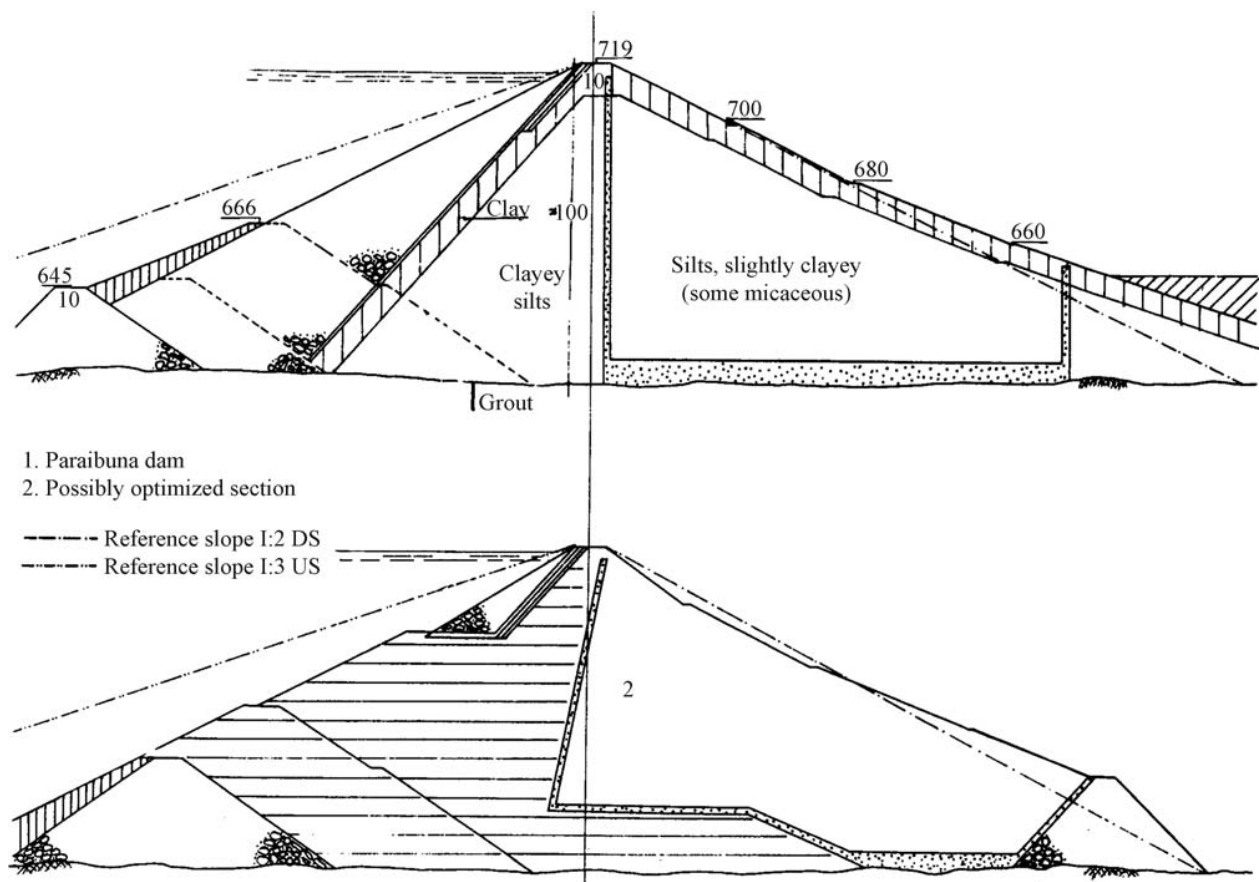 719
10
700
680
666
660
645
10
Clay
100
Clayey
silts
Silts, slightly clayey
(some micaceous)
Grout
1. Paraibuna dam
2. Possibly optimized section
Reference slope I:2 DS
Reference slope I:3 US
2